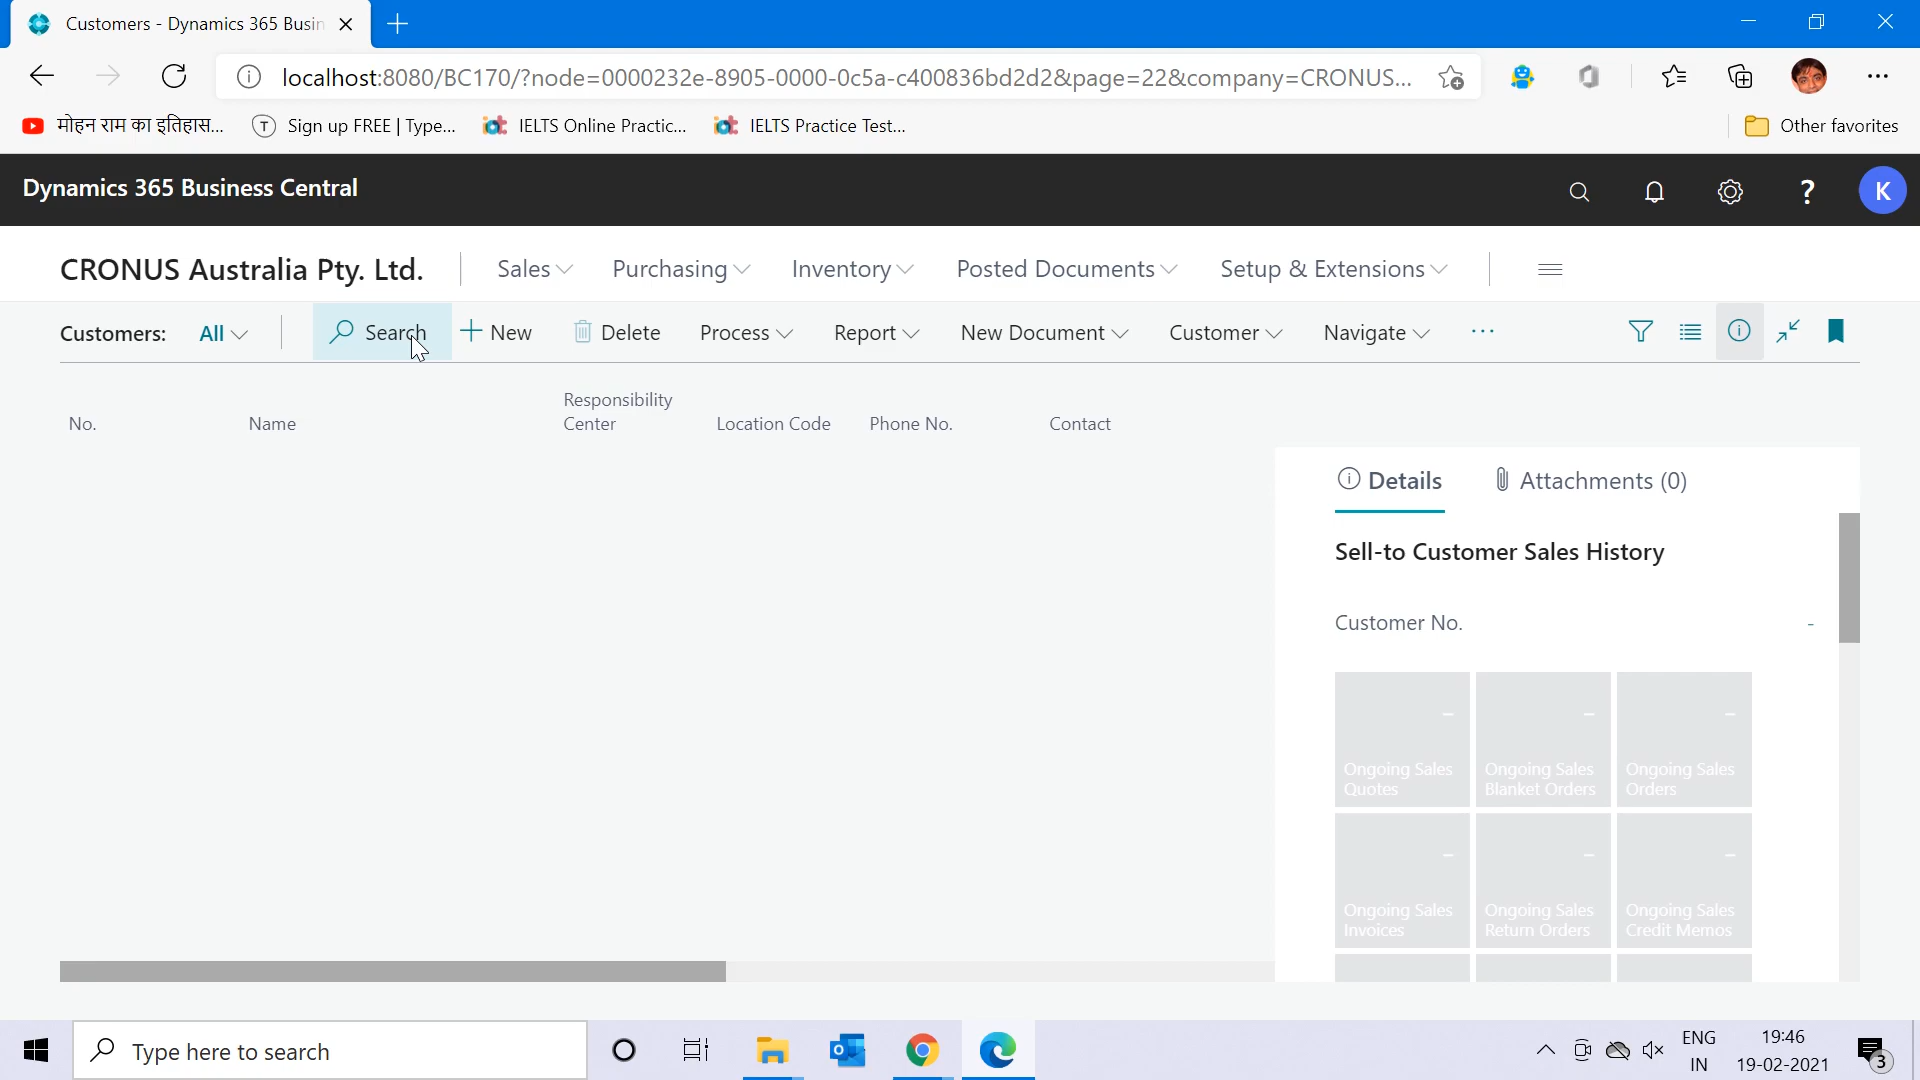 Customers - Dynamics 365 Busin
localhost:8080/BC170/?node=0000232e-8905-0000-0c5a-c400836bd2d2&page=22&company=CRONUS...
मोहन राम का इतिहास...
T Sign up FREE | Type...
IELTS Online Practic...
IELTS Practice Test...
Other favorites
Dynamics 365 Business Central
? K
CRONUS Australia Pty. Ltd.
Sales Purchasing Inventory Posted Documents Setup & Extensions
Customers: All Search New Delete Process Report New Document Customer Navigate ...
No. Name Responsibility Center Location Code Phone No. Contact
Details Attachments (0)
Sell-to Customer Sales History
Customer No. -
Ongoing Sales Quotes
Ongoing Sales Blanket Orders
Ongoing Sales Orders
Ongoing Sales Invoices
Ongoing Sales Return Orders
Ongoing Sales Credit Memos
Type here to search
ENG
IN
19:46
19-02-2021
3